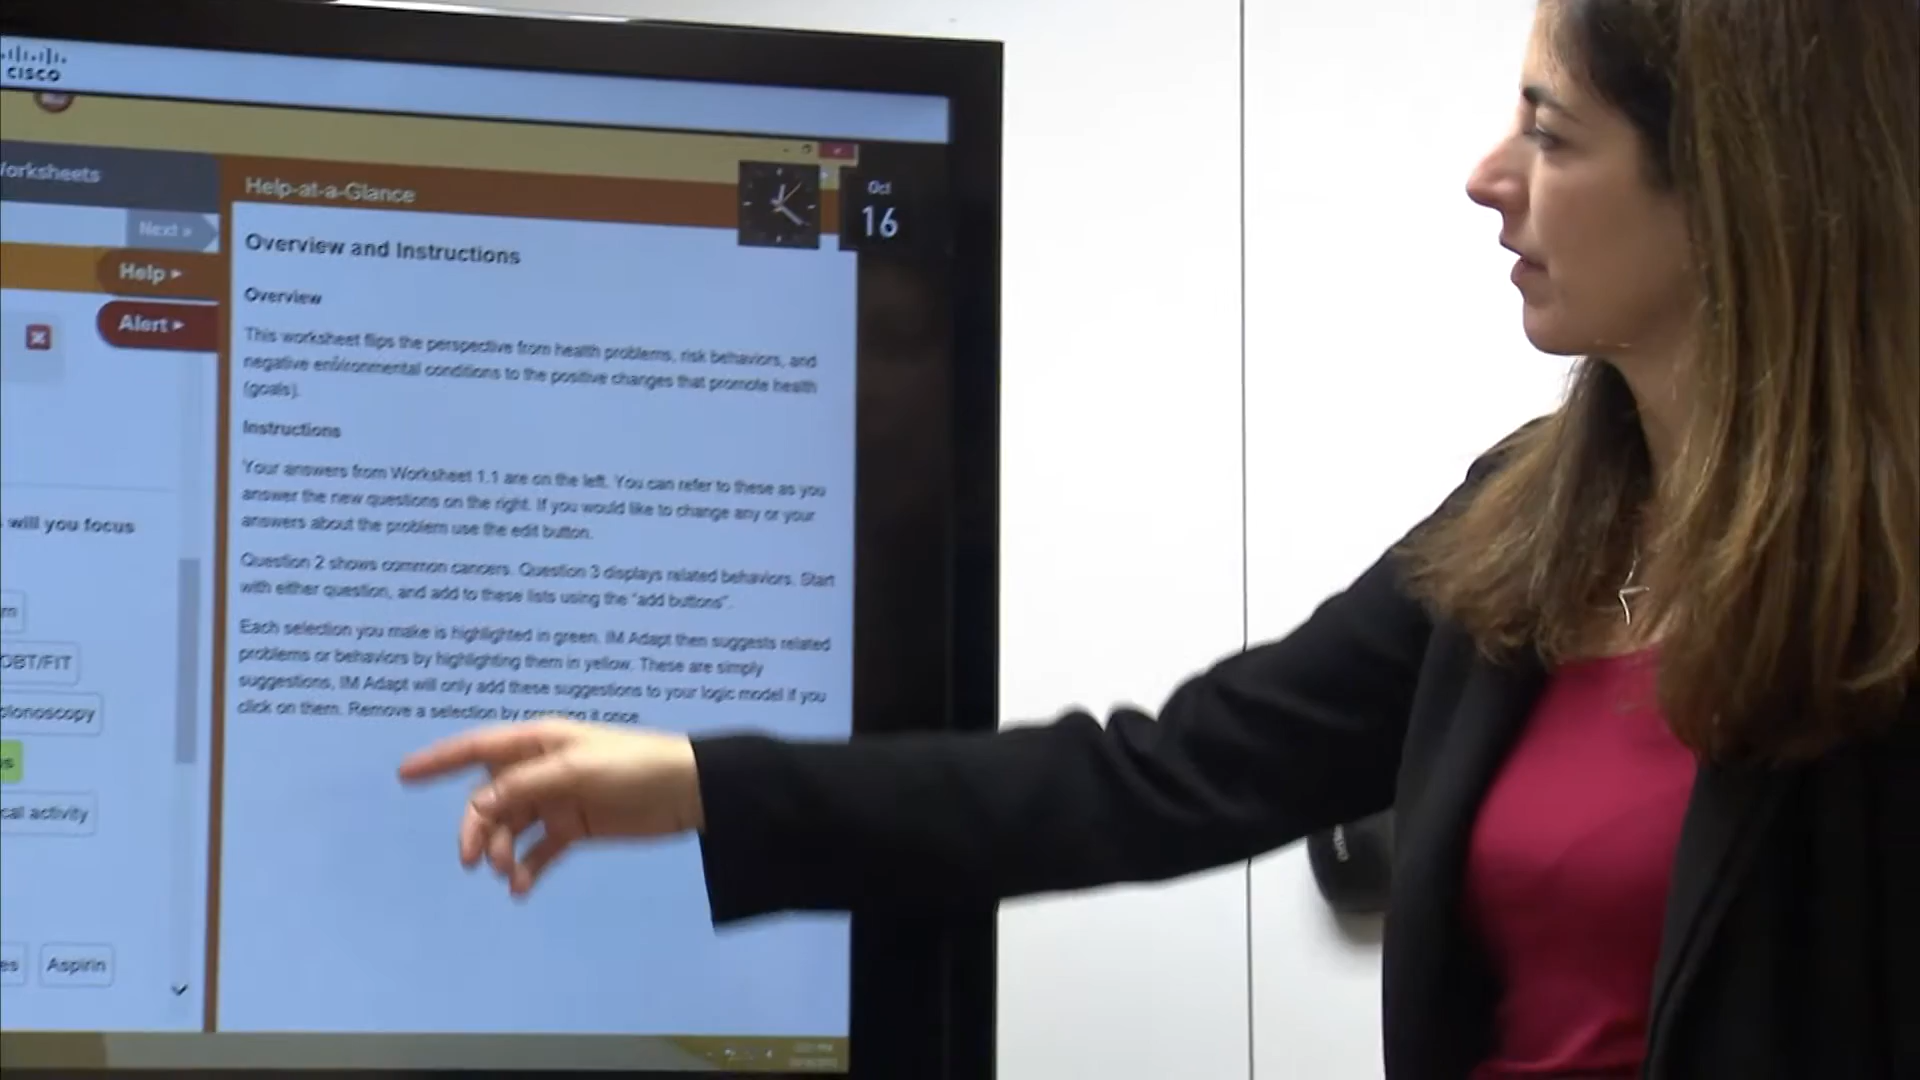 CISCO
Worksheets
Next »
Help ▸
Alert ▸
will you focus
OBT/FIT
olonoscopy
cal activity
es
Aspirin
Help-at-a-Glance
Oct
16
Overview and Instructions
Overview
This worksheet flips the perspective from health problems, risk behaviors, and
negative environmental conditions to the positive changes that promote health
(goals).
Instructions
Your answers from Worksheet 1.1 are on the left. You can refer to these as you
answer the new questions on the right. If you would like to change any or your
answers about the problem use the edit button.
Question 2 shows common cancers. Question 3 displays related behaviors. Start
with either question, and add to these lists using the "add buttons".
Each selection you make is highlighted in green. IM Adapt then suggests related
problems or behaviors by highlighting them in yellow. These are simply
suggestions, IM Adapt will only add these suggestions to your logic model if you
click on them. Remove a selection by pressing it once.